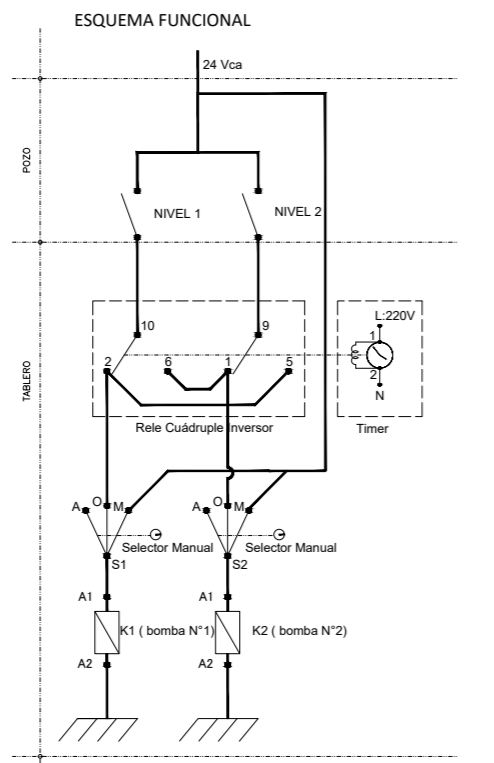 ESQUEMA FUNCIONAL
24 Vca
POZO
NIVEL 1
NIVEL 2
TABLERO
10
9
2
6
1
5
L:220V
1
2
N
Rele Cuádruple Inversor
Timer
A
O
M
A
O
M
Selector Manual
Selector Manual
S1
S2
A1
A1
K1 ( bomba N°1)
K2 ( bomba N°2)
A2
A2